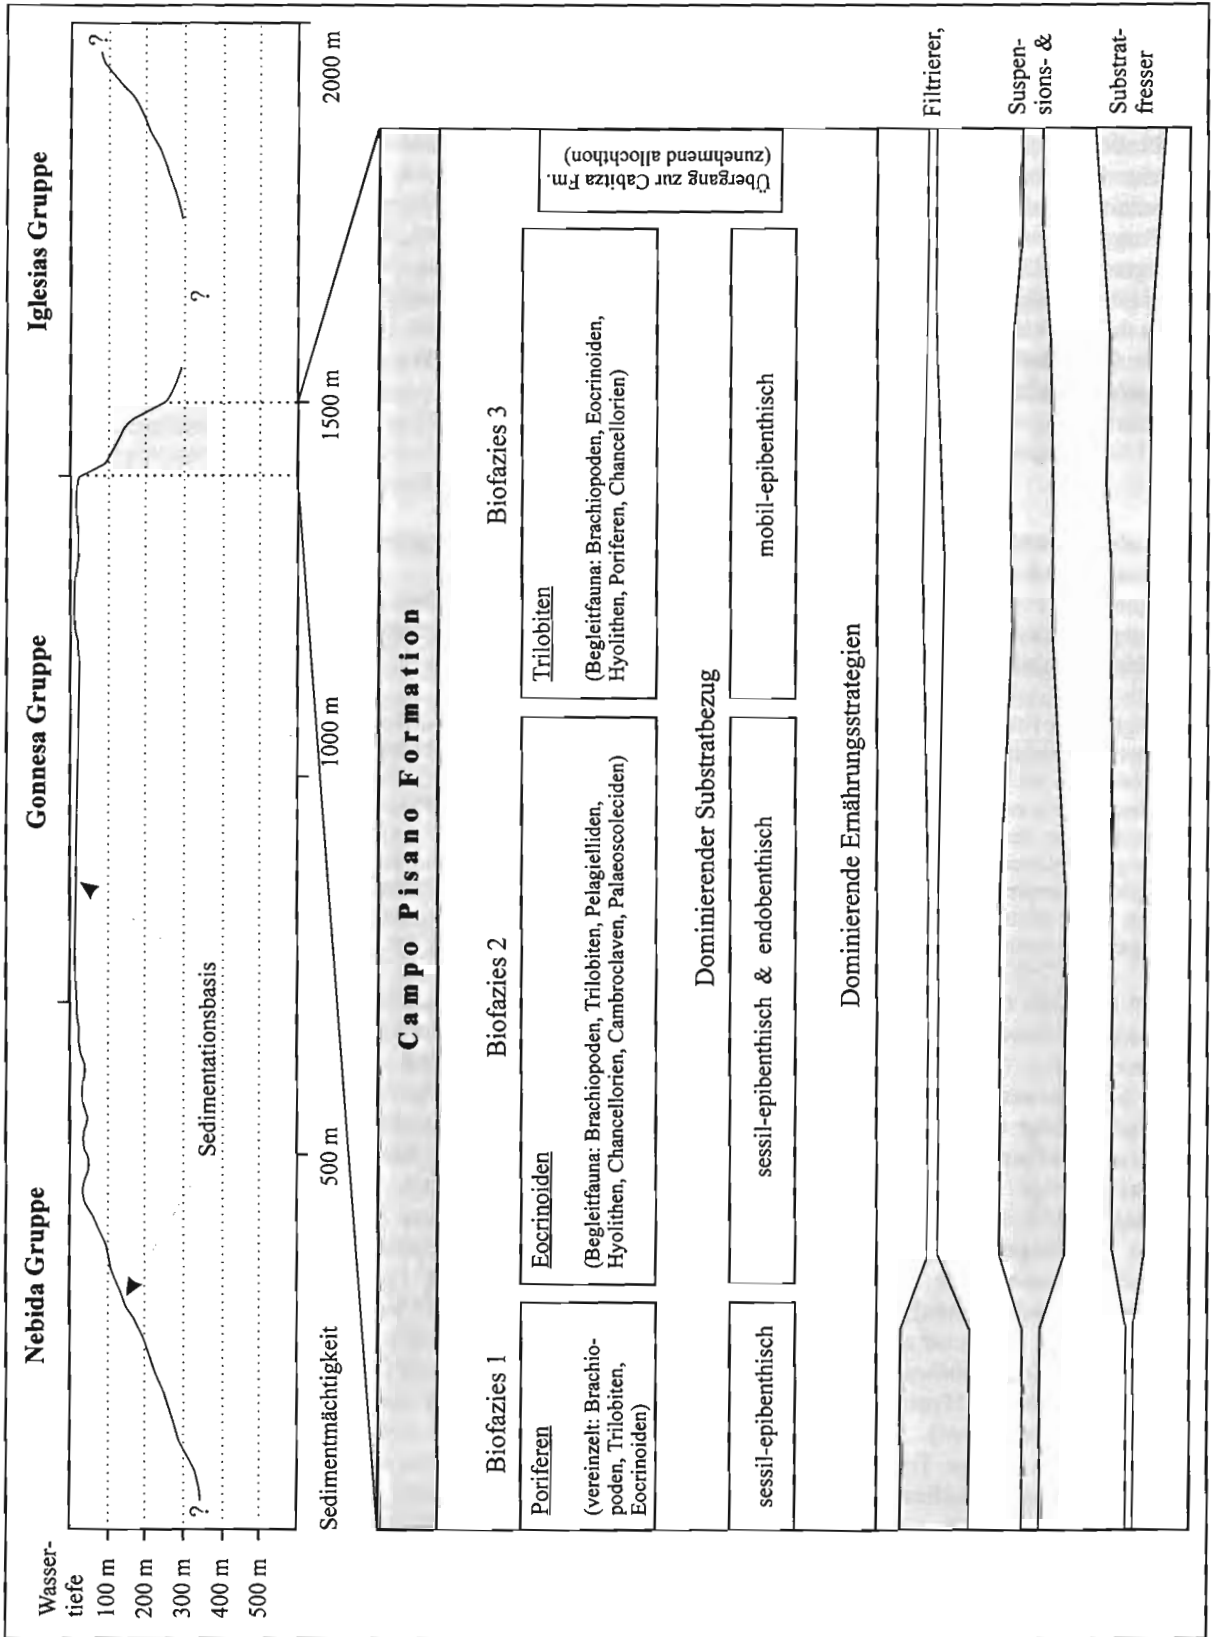 Nebida Gruppe
Gonnesa Gruppe
Iglesias Gruppe
Wasser-
tiefe
100 m
200 m
300 m
400 m
500 m
?
?
?
Sedimentationsbasis
Sedimentmächtigkeit
500 m
1000 m
1500 m
2000 m
Campo Pisano Formation
Biofazies 1
Biofazies 2
Biofazies 3
Poriferen
(vereinzelt: Brachio-
poden, Trilobiten,
Eocrinoiden)
Eocrinoiden
(Begleitfauna: Brachiopoden, Trilobiten, Pelagielliden,
Hyolithen, Chancellorien, Cambroclaven, Palaeoscoleciden)
Trilobiten
(Begleitfauna: Brachiopoden, Eocrinoiden,
Hyolithen, Poriferen, Chancellorien)
Übergang zur Cabitza Fm.
(zunehmend allochthon)
Dominierender Substratbezug
sessil-epibenthisch
sessil-epibenthisch & endobenthisch
mobil-epibenthisch
Dominierende Ernährungsstrategien
Filtrierer,
Suspen-
sions- &
Substrat-
fresser